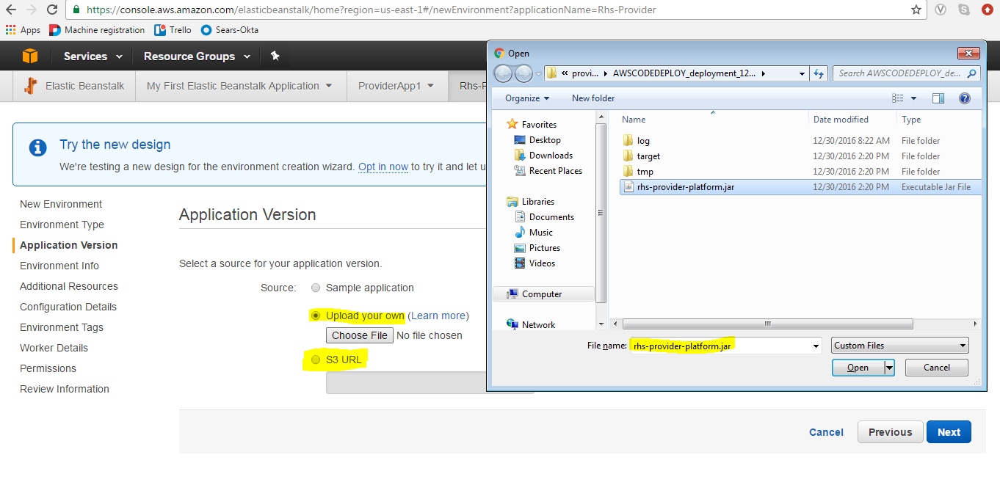 https://console.aws.amazon.com/elasticbeanstalk/home?region=us-east-1#/newEnvironment?applicationName=Rhs-Provider
Apps Machine registration Trello Sears-Okta
Services Resource Groups
Elastic Beanstalk My First Elastic Beanstalk Application ProviderApp1 Rhs-P
Try the new design
We're testing a new design for the environment creation wizard. Opt in now to try it and let u
New Environment
Environment Type
Application Version
Environment Info
Additional Resources
Configuration Details
Environment Tags
Worker Details
Permissions
Review Information
Application Version
Select a source for your application version.
Source: Sample application
Upload your own (Learn more)
Choose File No file chosen
S3 URL
Cancel Previous Next
Open
« provi... AWSCODEDEPLOY_deployment_12... Search AWSCODEDEPLOY_de...
Organize New folder
Favorites
Desktop
Downloads
Recent Places
Libraries
Documents
Music
Pictures
Videos
Computer
Network
Name Date modified Type
log 12/30/2016 8:22 AM File folder
target 12/30/2016 2:20 PM File folder
tmp 12/30/2016 2:20 PM File folder
rhs-provider-platform.jar 12/30/2016 2:20 PM Executable Jar File
File name: rhs-provider-platform.jar Custom Files
Open Cancel